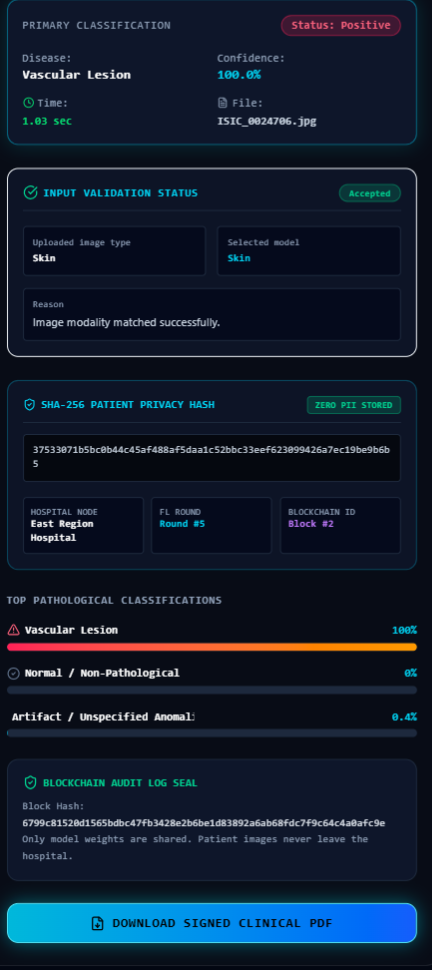 PRIMARY CLASSIFICATION
Status: Positive
Disease:
Confidence:
Vascular Lesion
100.0%
Time:
File:
1.03 sec
ISIC_0024706.jpg
INPUT VALIDATION STATUS
Accepted
Uploaded image type
Selected model
Skin
Skin
Reason
Image modality matched successfully.
SHA-256 PATIENT PRIVACY HASH
ZERO PII STORED
37533071b5bc0b44c45af488af5daa1c52bbc33eef623099426a7ec19be9b6b
5
HOSPITAL NODE
FL ROUND
BLOCKCHAIN ID
East Region
Round #5
Block #2
Hospital
TOP PATHOLOGICAL CLASSIFICATIONS
Vascular Lesion
100%
Normal / Non-Pathological
0%
Artifact / Unspecified Anomal
0.4%
BLOCKCHAIN AUDIT LOG SEAL
Block Hash:
6799c81520d1565bdbc47fb3428e2b6be1d83892a6ab68fdc7f9c64c4a0afc9e
Only model weights are shared. Patient images never leave the
hospital.
DOWNLOAD SIGNED CLINICAL PDF